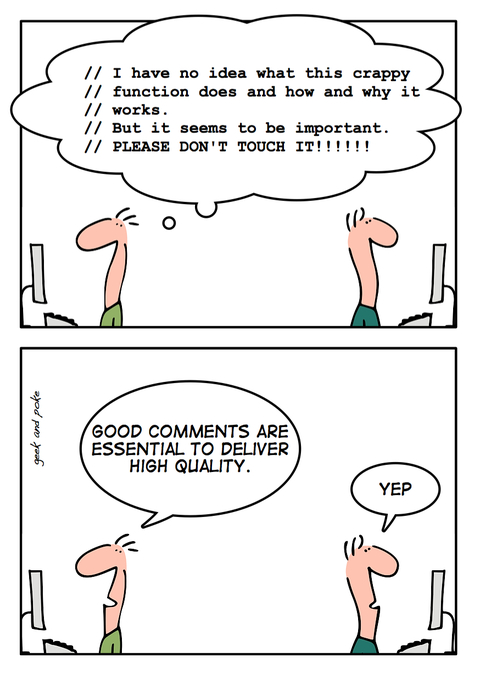 // I have no idea what this crappy
// function does and how and why it
// works.
// But it seems to be important.
// PLEASE DON'T TOUCH IT!!!!!!
geek and poke
GOOD COMMENTS ARE
ESSENTIAL TO DELIVER
HIGH QUALITY.
YEP